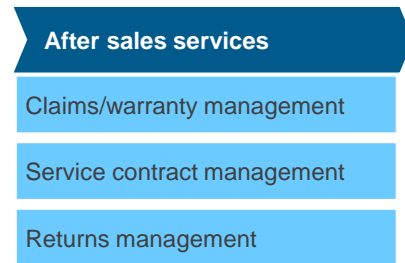 After sales services
Claims/warranty management
Service contract management
Returns management